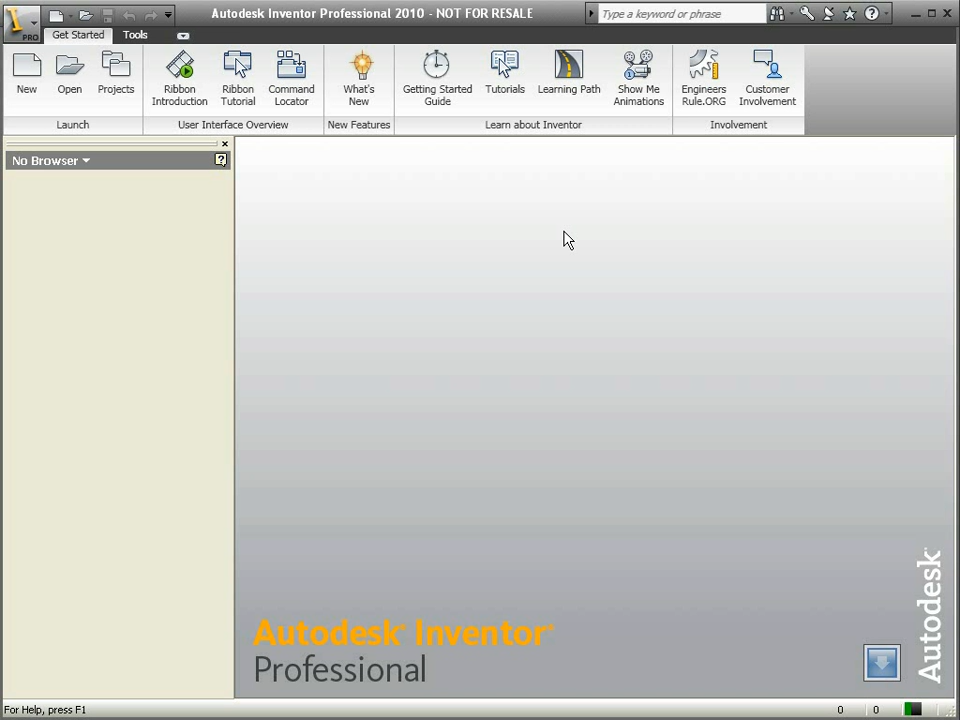 Autodesk Inventor Professional 2010 - NOT FOR RESALE
Type a keyword or phrase
PRO
Get Started
Tools
New
Open
Projects
Ribbon Introduction
Ribbon Tutorial
Command Locator
What's New
Getting Started Guide
Tutorials
Learning Path
Show Me Animations
Engineers Rule.ORG
Customer Involvement
Launch
User Interface Overview
New Features
Learn about Inventor
Involvement
No Browser
Autodesk® Inventor®
Professional
Autodesk
For Help, press F1
0
0